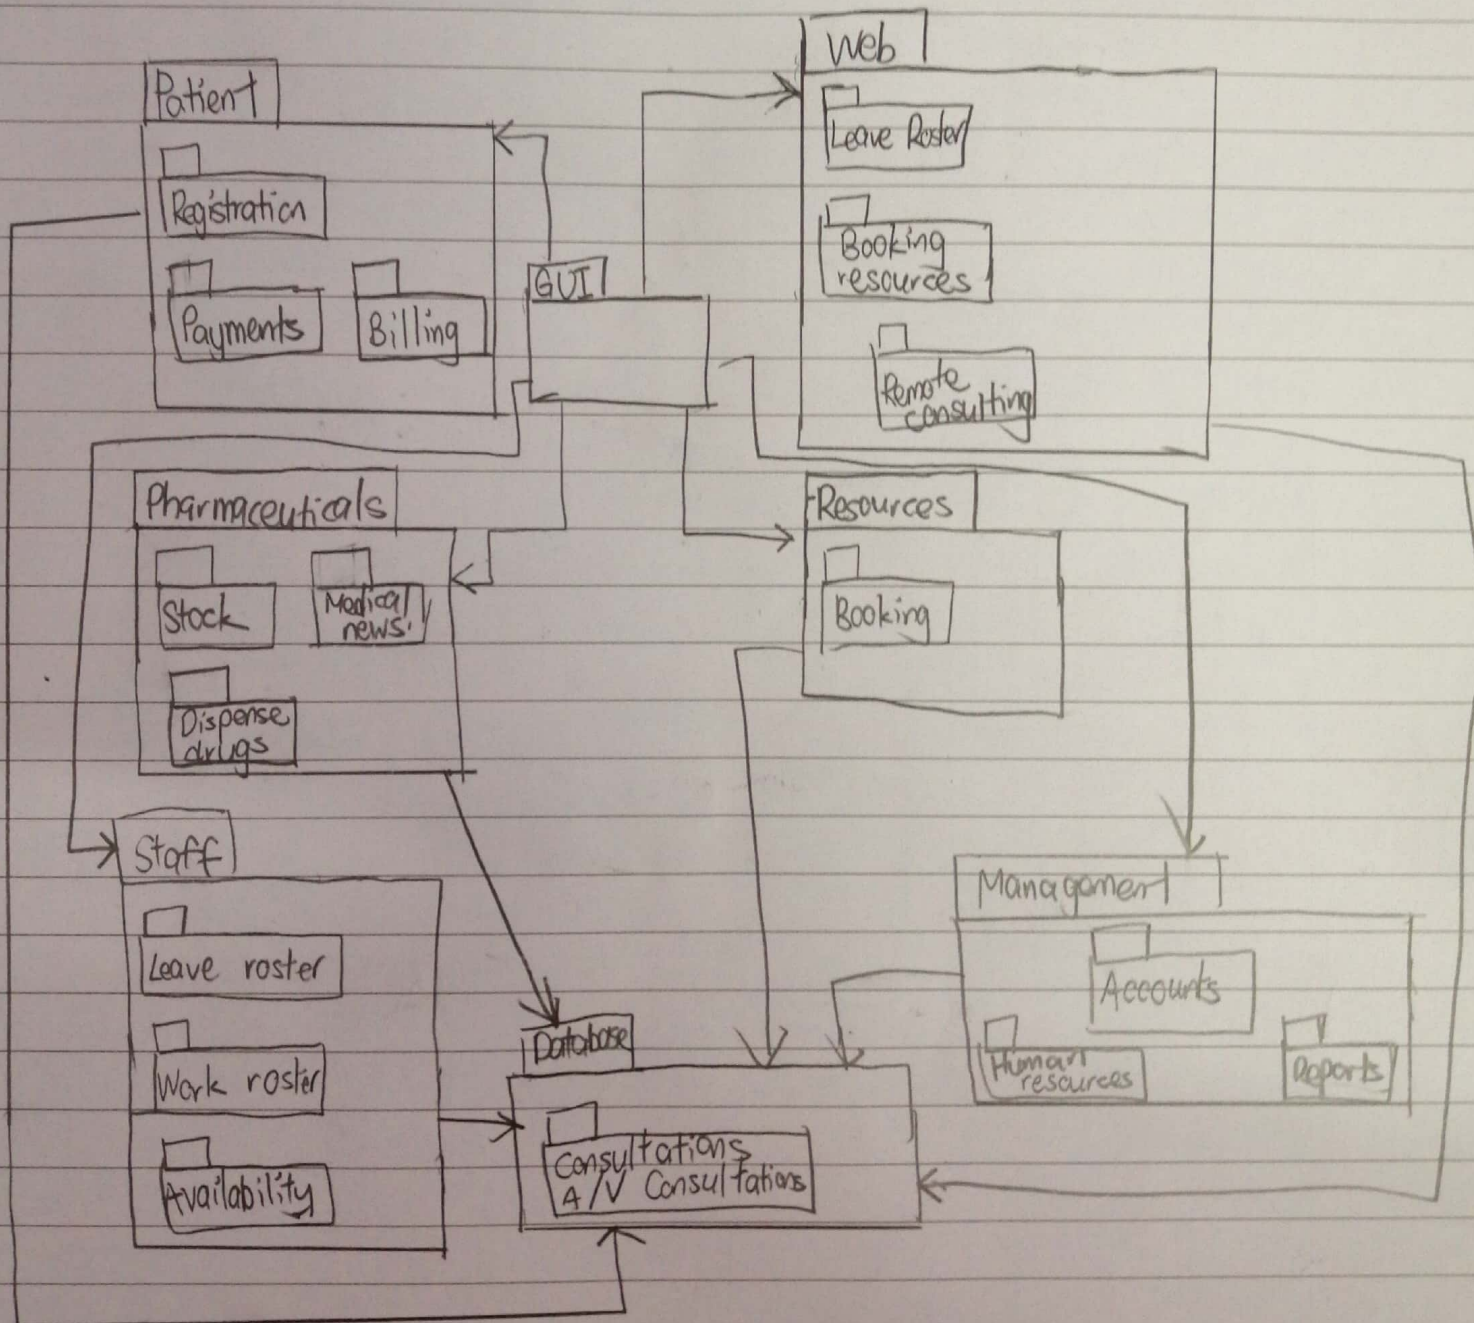 Patient
Registration
Payments
Billing
GUI
Web
Leave Roster
Booking
resources
Remote
consulting
Pharmaceuticals
Stock
Medical
news
Dispense
drugs
Resources
Booking
Staff
Leave roster
Work roster
Availability
Database
Consultations
A/V Consultations
Management
Accounts
Human
resources
Reports